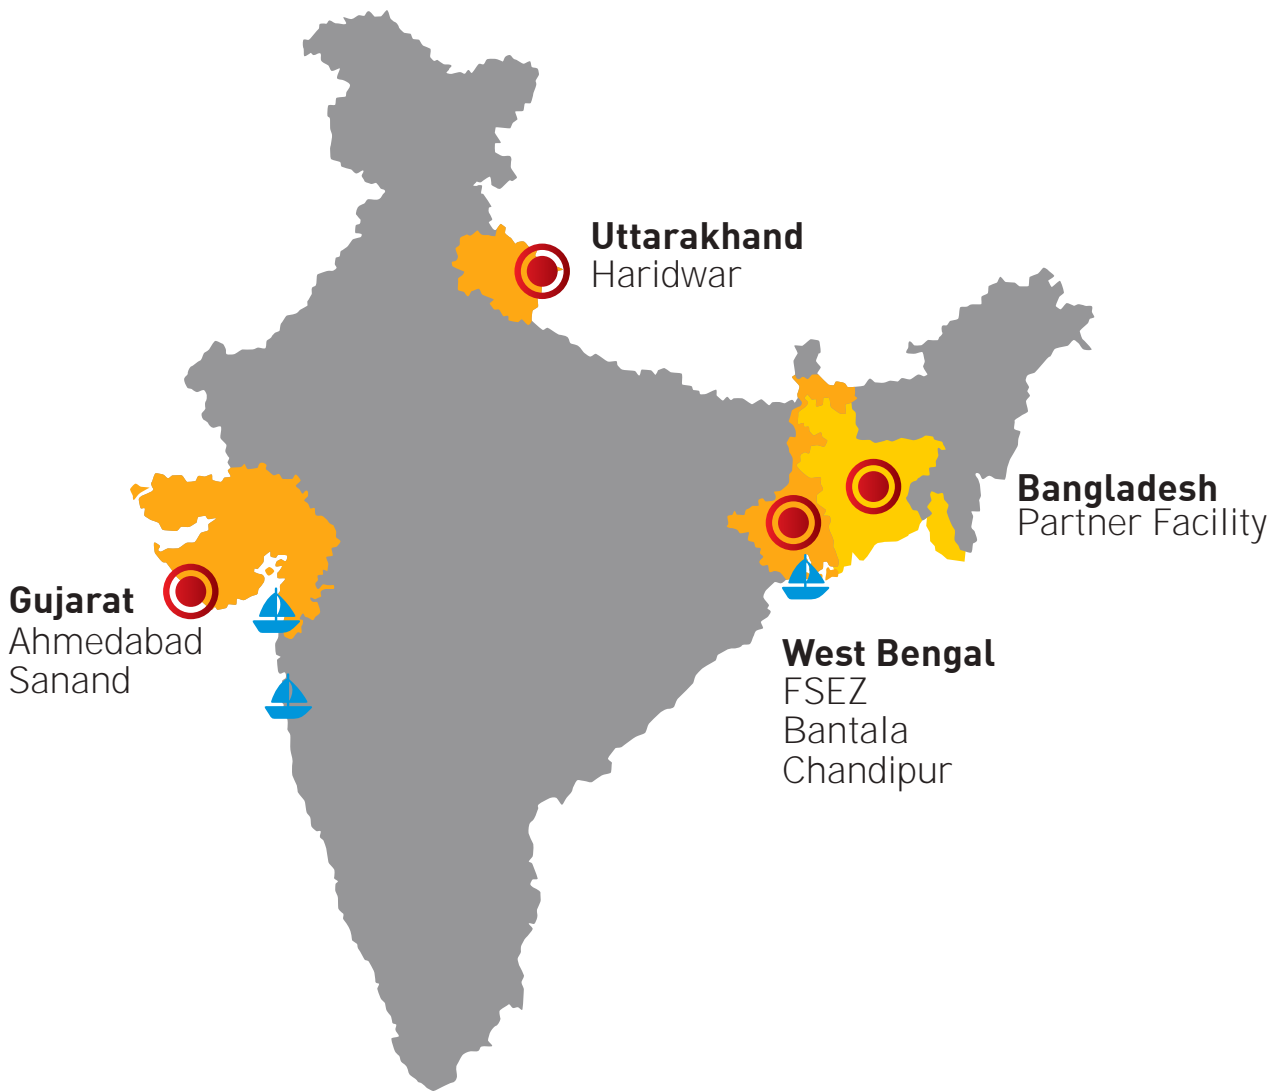 Uttarakhand
Haridwar
Bangladesh
Partner Facility
Gujarat
Ahmedabad
Sanand
West Bengal
FSEZ
Bantala
Chandipur